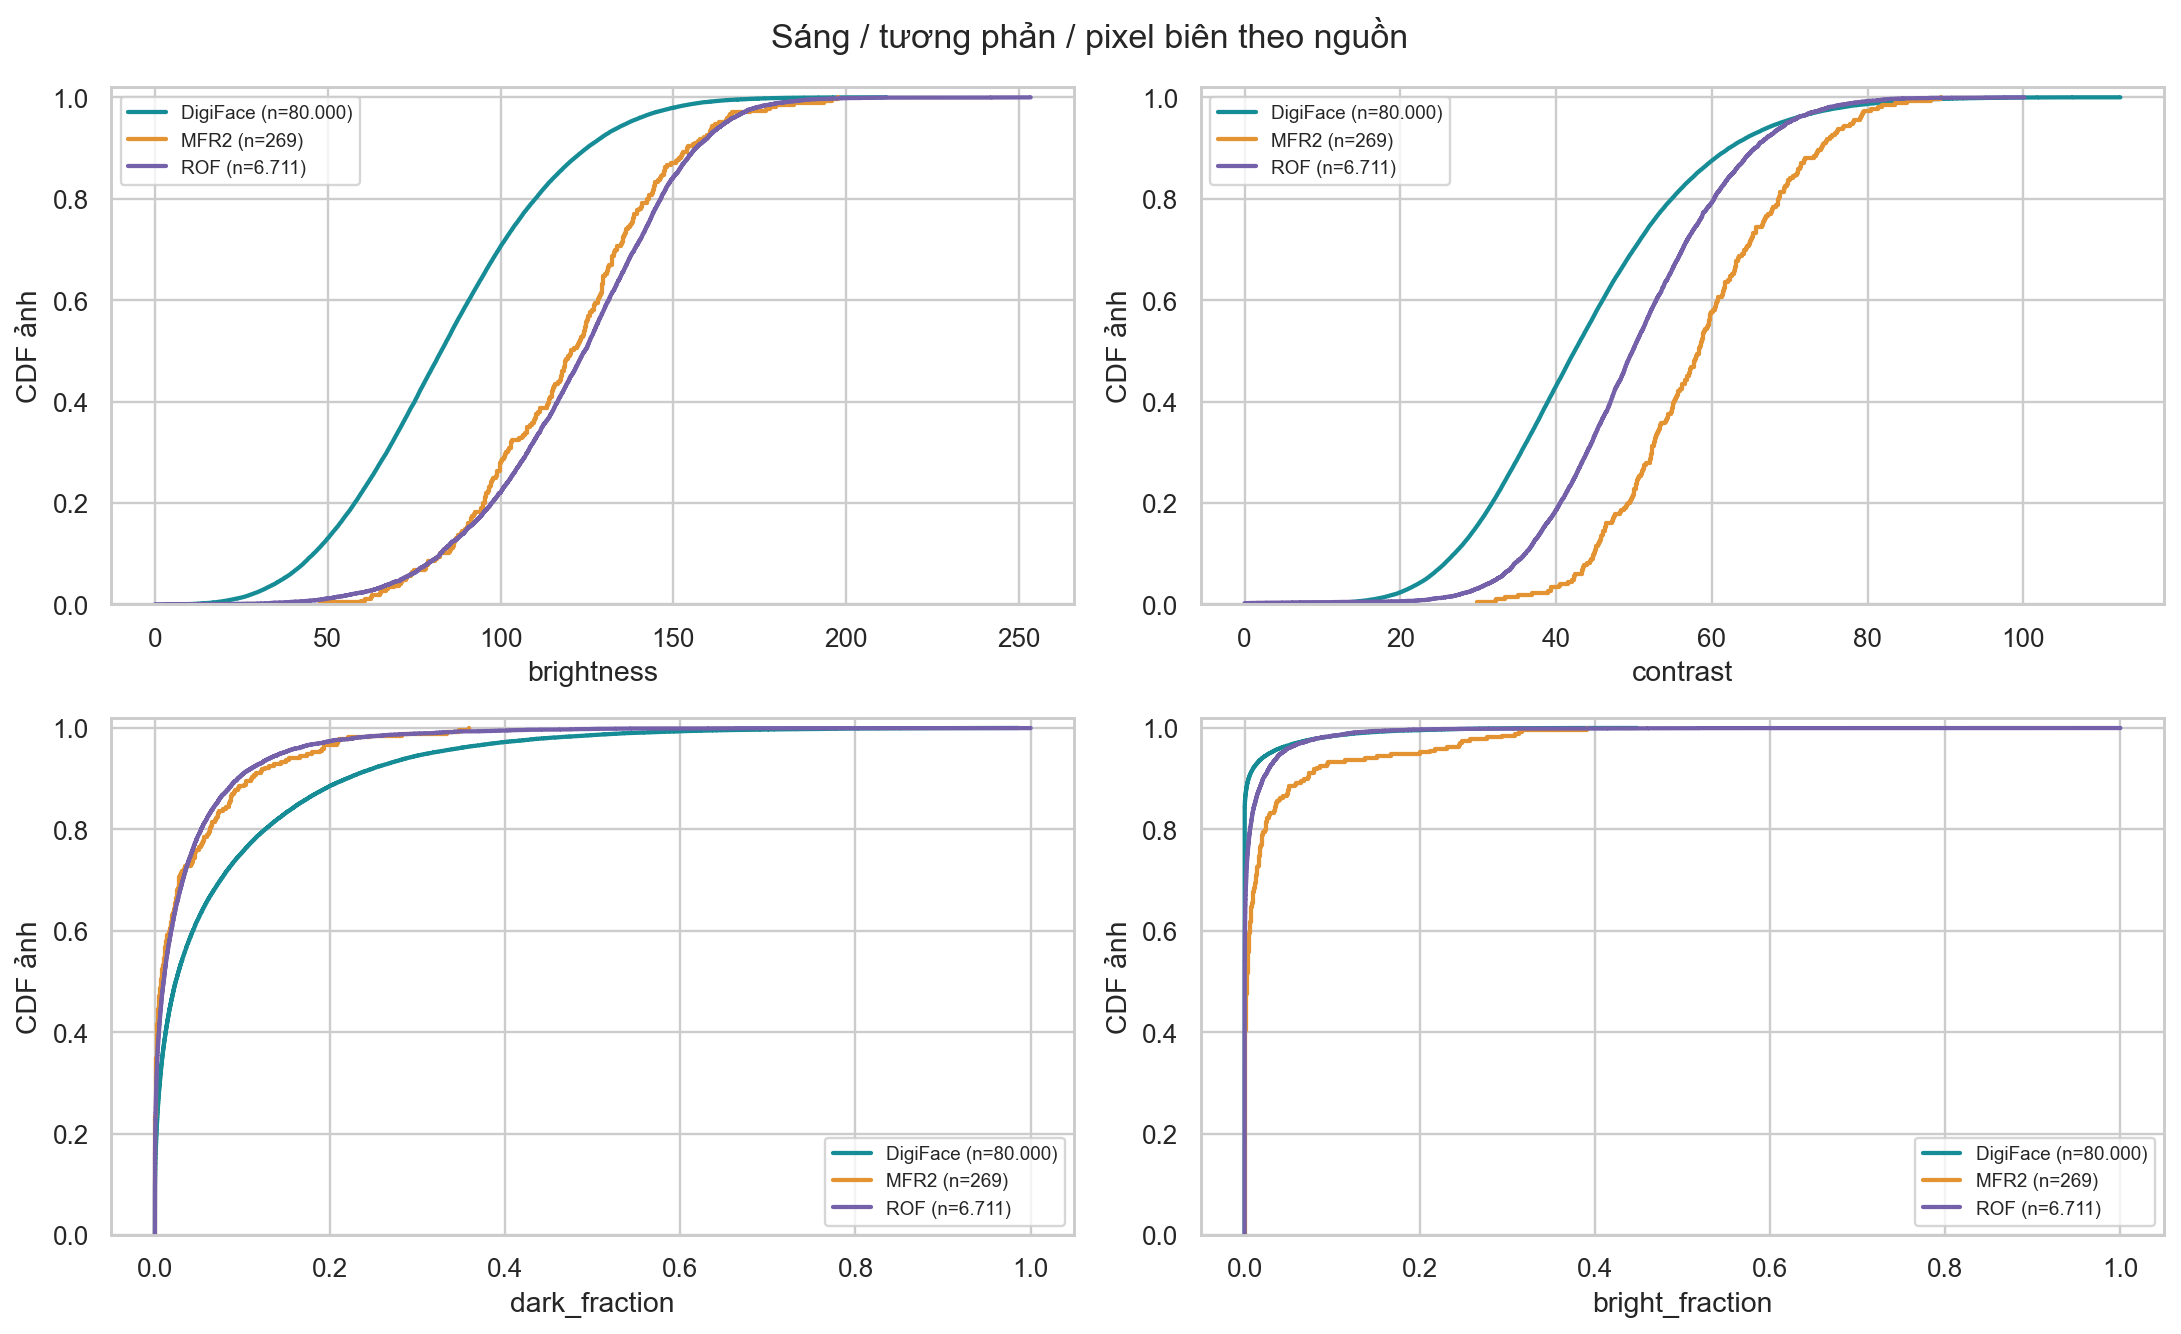 Sáng / tương phản / pixel biên theo nguồn
CDF ảnh
1.0
0.8
0.6
0.4
0.2
0.0
DigiFace (n=80.000)
MFR2 (n=269)
ROF (n=6.711)
0 50 100 150 200 250
brightness
CDF ảnh
1.0
0.8
0.6
0.4
0.2
0.0
DigiFace (n=80.000)
MFR2 (n=269)
ROF (n=6.711)
0 20 40 60 80 100
contrast
CDF ảnh
1.0
0.8
0.6
0.4
0.2
0.0
DigiFace (n=80.000)
MFR2 (n=269)
ROF (n=6.711)
0.0 0.2 0.4 0.6 0.8 1.0
dark_fraction
CDF ảnh
1.0
0.8
0.6
0.4
0.2
0.0
DigiFace (n=80.000)
MFR2 (n=269)
ROF (n=6.711)
0.0 0.2 0.4 0.6 0.8 1.0
bright_fraction